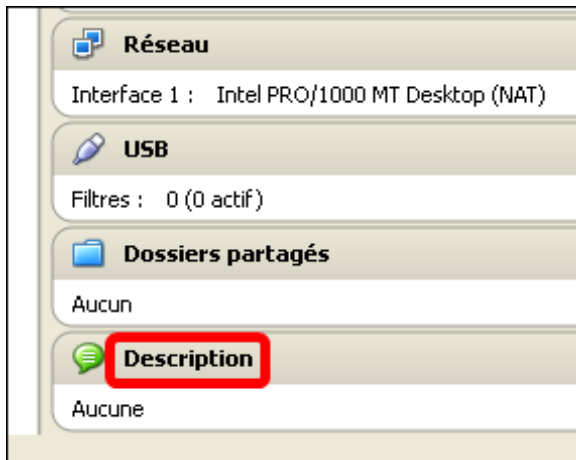 Réseau
Interface 1 : Intel PRO/1000 MT Desktop (NAT)
USB
Filtres : 0 (0 actif)
Dossiers partagés
Aucun
Description
Aucune